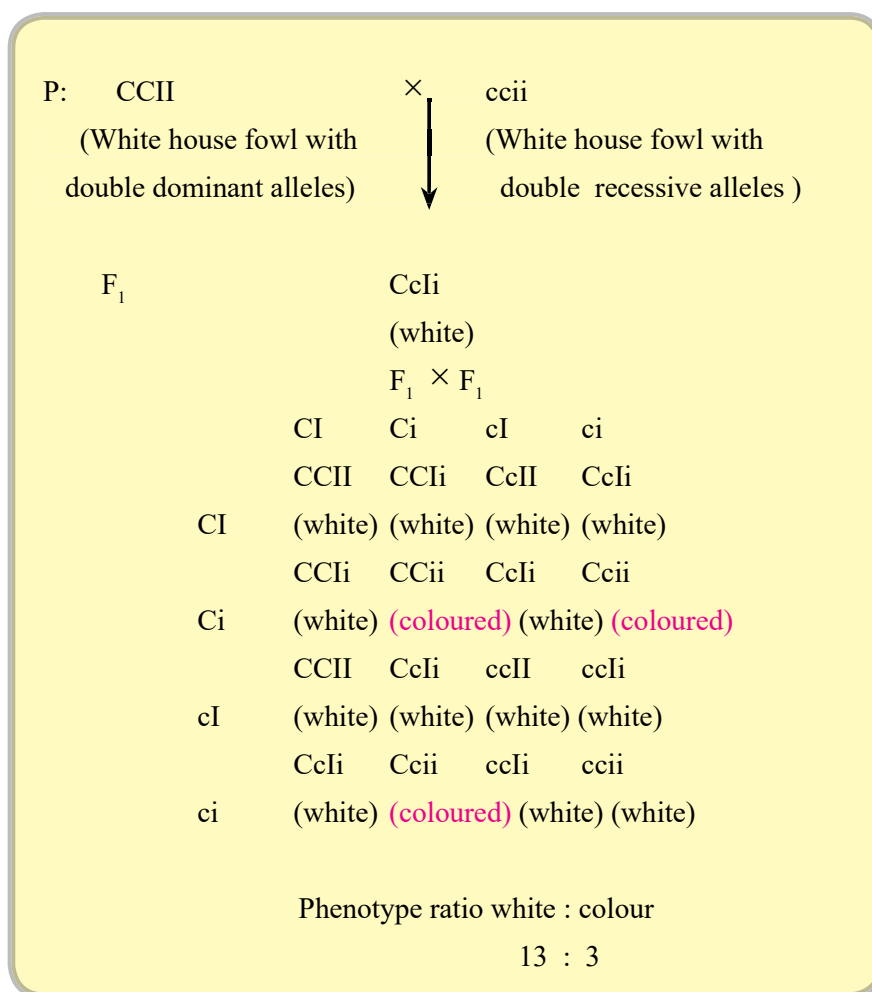 P: CCII × ccii
(White house fowl with (White house fowl with
double dominant alleles) double recessive alleles )
F1 CcIi
(white)
F1 × F1
CI Ci cI ci
CCII CCIi CcII CcIi
CI (white) (white) (white) (white)
CCIi CCii CcIi Ccii
Ci (white) (coloured) (white) (coloured)
CCII CcIi ccII ccIi
cI (white) (white) (white) (white)
CcIi Ccii ccIi ccii
ci (white) (coloured) (white) (white)
Phenotype ratio white : colour
13 : 3